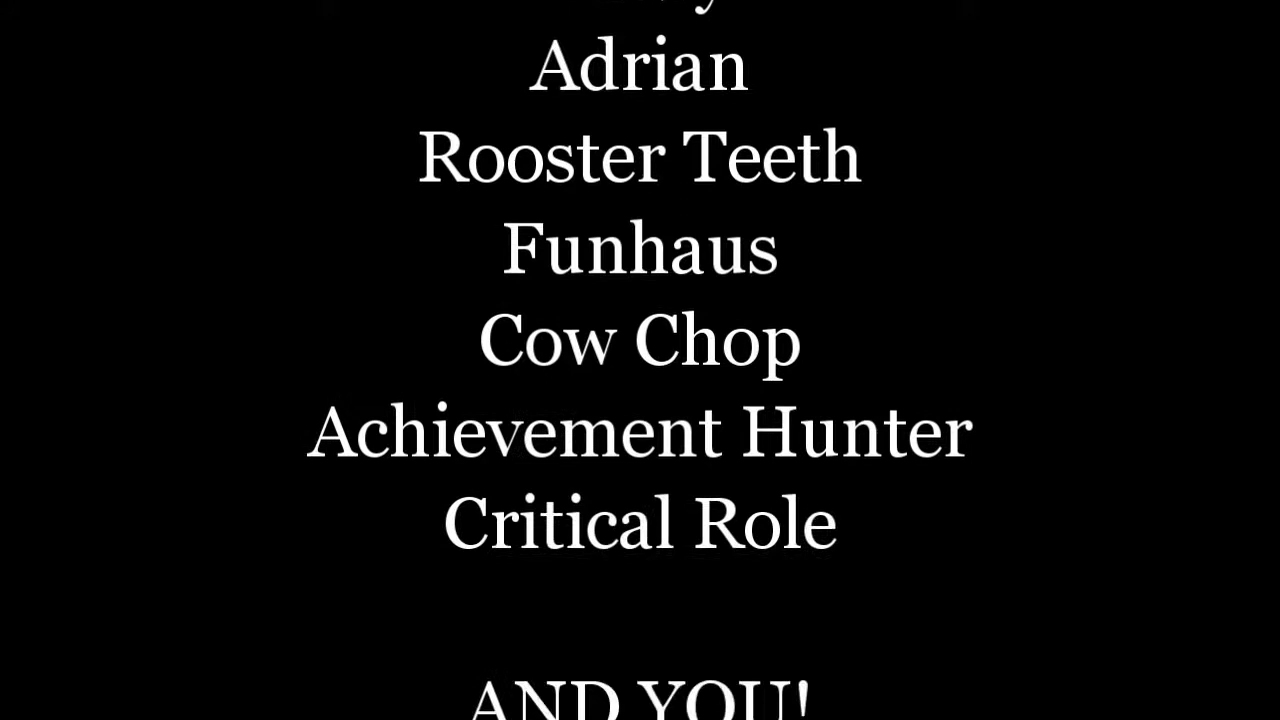 Adrian
Rooster Teeth
Funhaus
Cow Chop
Achievement Hunter
Critical Role
AND YOU!